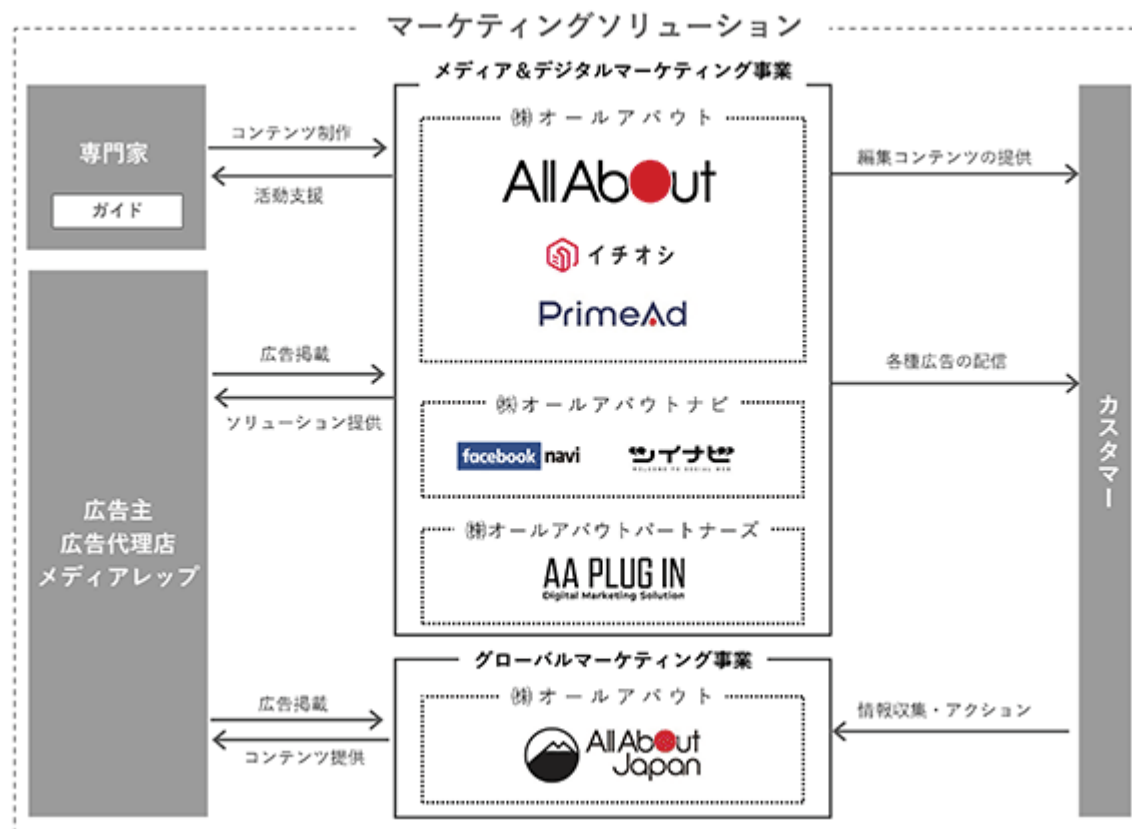 マーケティングソリューション
メディア&デジタルマーケティング事業
㈱オールアバウト
専門家
ガイド
コンテンツ制作
活動支援
AllAbout
イチオシ
PrimeAd
編集コンテンツの提供
広告掲載
ソリューション提供
各種広告の配信
㈱オールアバウトナビ
facebook navi
ツイナビ
WELCOME TO SOCIAL WEB
カスタマー
広告主
広告代理店
メディアレップ
㈱オールアバウトパートナーズ
AA PLUG IN
Digital Marketing Solution
グローバルマーケティング事業
㈱オールアバウト
広告掲載
コンテンツ提供
AllAbout
Japan
情報収集・アクション